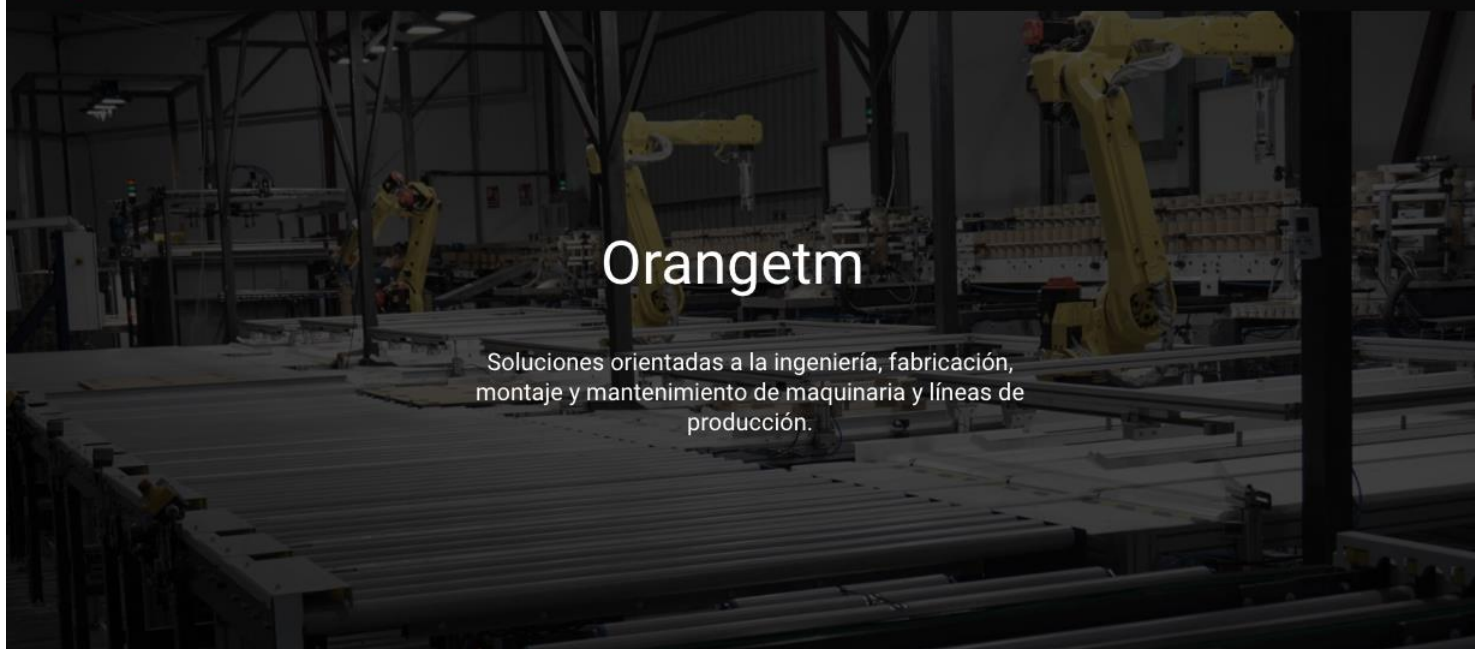 Orangetm
Soluciones orientadas a la ingeniería, fabricación,
montaje y mantenimiento de maquinaria y líneas de
producción.